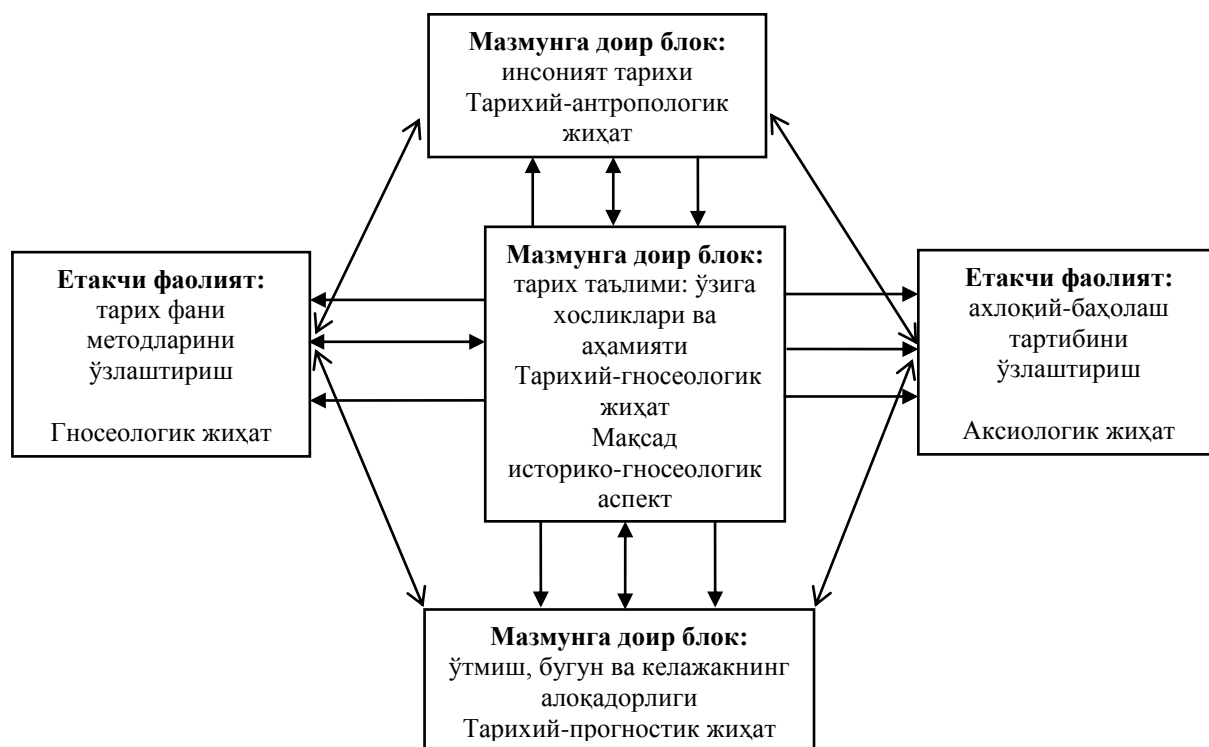 Мазмунга доир блок:
инсоният тарихи
Тарихий-антропологик
жиҳат
Етакчи фаолият:
тарих фани
методларини
ўзлаштириш
Гносеологик жиҳат
Мазмунга доир блок:
тарих таълими: ўзига
хосликлари ва
аҳамияти
Тарихий-гносеологик
жиҳат
Мақсад
историко-гносеологик
аспект
Етакчи фаолият:
ахлоқий-баҳолаш
тартибини
ўзлаштириш
Аксиологик жиҳат
Мазмунга доир блок:
ўтмиш, бугун ва келажакнинг
алоқадорлиги
Тарихий-прогностик жиҳат